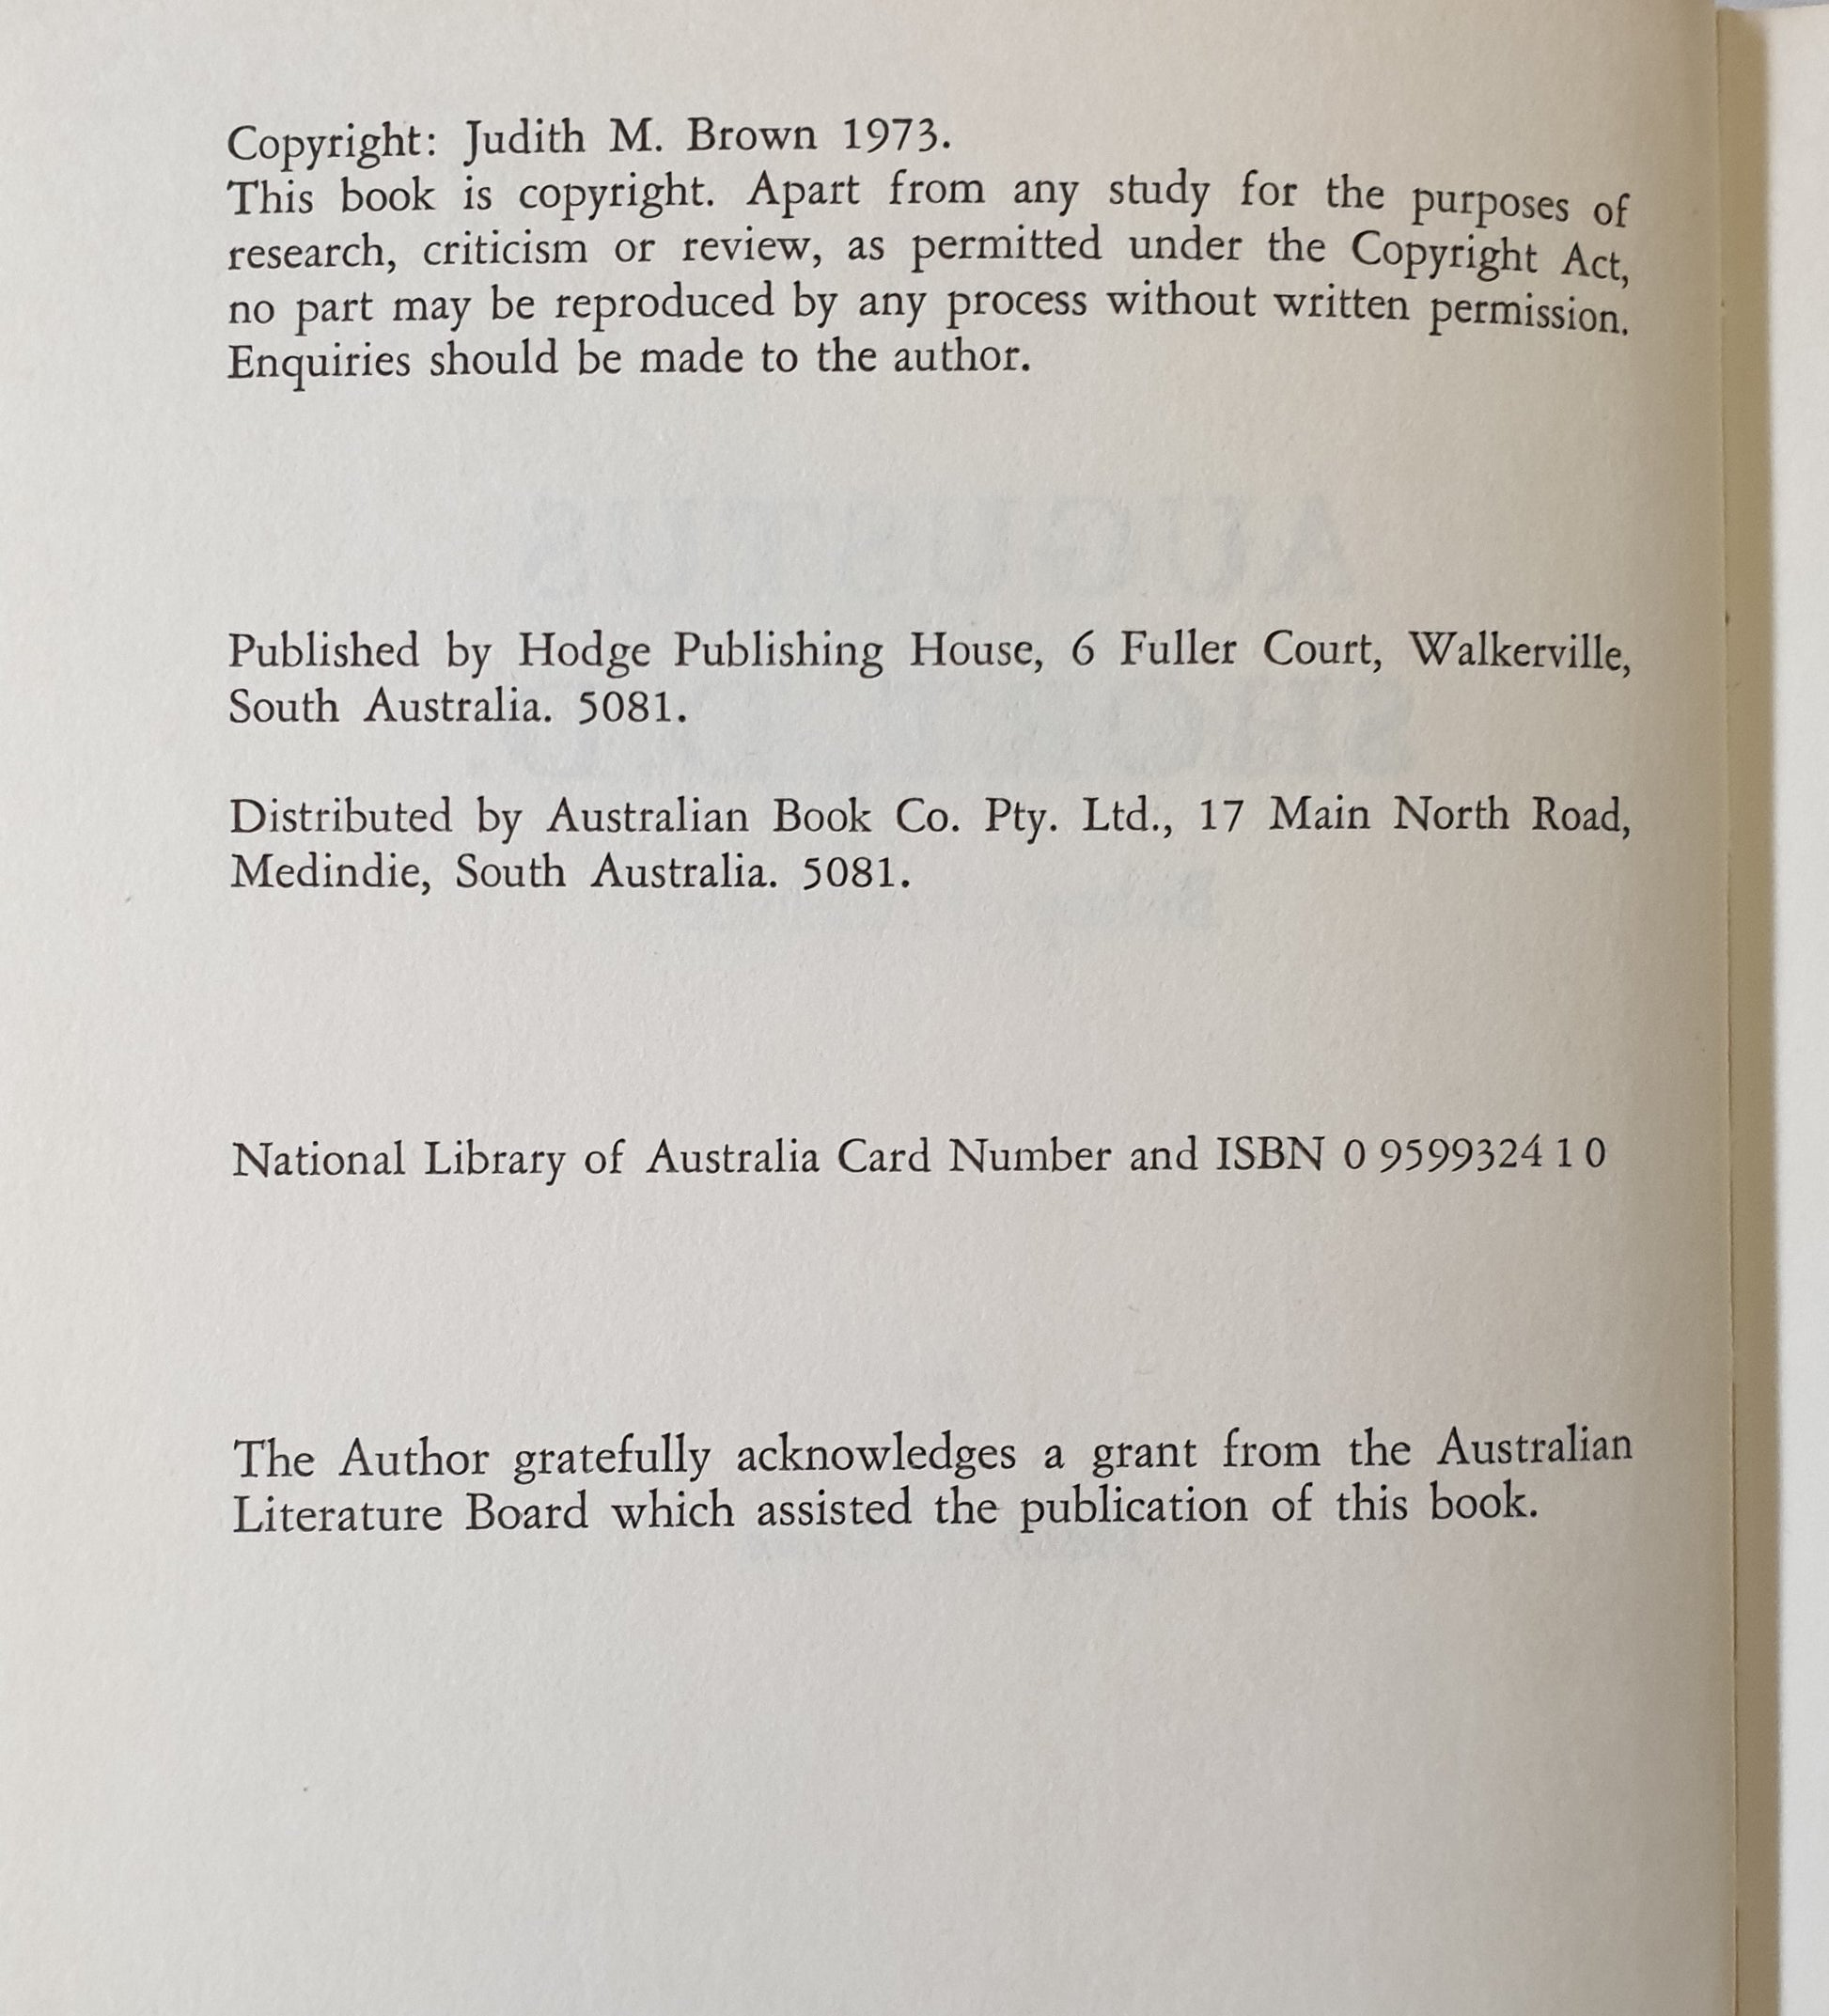 Copyright: Judith M. Brown 1973.
This book is copyright. Apart from any study for the purposes of
research, criticism or review, as permitted under the Copyright Act,
no part may be reproduced by any process without written permission.
Enquiries should be made to the author.
AUGUSTUS
Published by Hodge Publishing House, 6 Fuller Court, Walkerville,
South Australia. 5081.
Distributed by Australian Book Co. Pty. Ltd., 17 Main North Road,
Medindie, South Australia. 5081.
National Library of Australia Card Number and ISBN 0 95993241 0
The Author gratefully acknowledges a grant from the Australian
Literature Board which assisted the publication of this book.